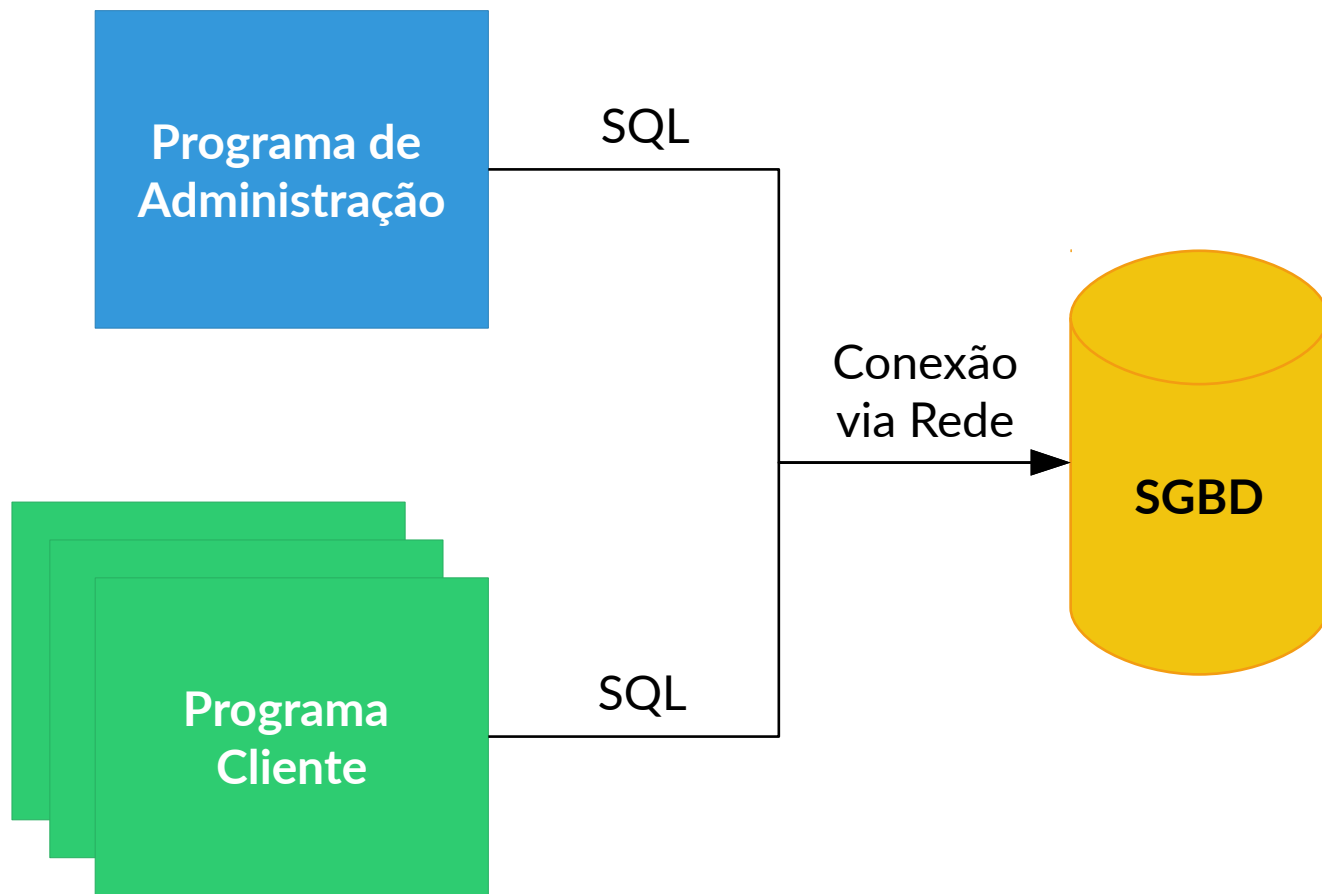 Programa de
Administração
SQL
Conexão
via Rede
SGBD
SQL
Programa
Cliente